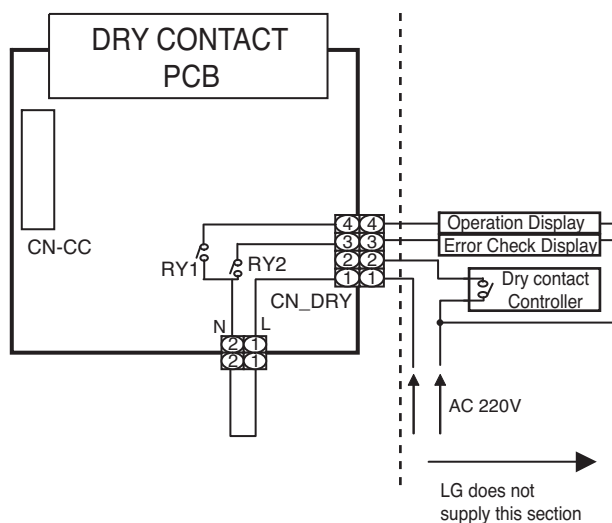 DRY CONTACT
PCB
CN-CC
RY1
RY2
CN_DRY
4 4
3 3
2 2
1 1
Operation Display
Error Check Display
Dry contact
Controller
N L
2 1
2 1
AC 220V
LG does not
supply this section